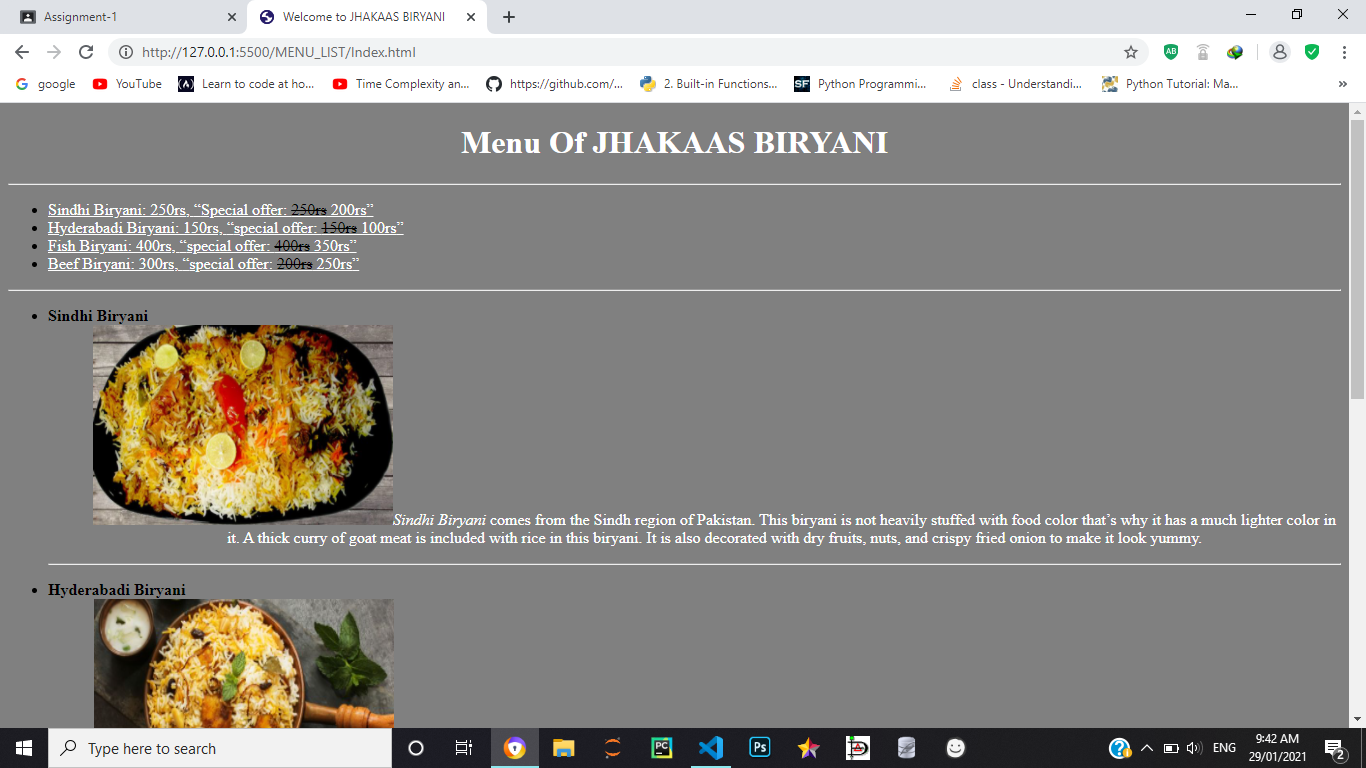 Assignment-1
Welcome to JHAKAAS BIRYANI
http://127.0.0.1:5500/MENU_LIST/Index.html
AB
G google
YouTube
(A) Learn to code at ho...
Time Complexity an...
https://github.com/...
2. Built-in Functions...
SF Python Programmi...
class - Understandi...
Python Tutorial: Ma...
»
Menu Of JHAKAAS BIRYANI
Sindhi Biryani: 250rs, “Special offer: 250rs 200rs”
Hyderabadi Biryani: 150rs, “special offer: 150rs 100rs”
Fish Biryani: 400rs, “special offer: 400rs 350rs”
Beef Biryani: 300rs, “special offer: 200rs 250rs”
Sindhi Biryani
Sindhi Biryani comes from the Sindh region of Pakistan. This biryani is not heavily stuffed with food color that’s why it has a much lighter color in
it. A thick curry of goat meat is included with rice in this biryani. It is also decorated with dry fruits, nuts, and crispy fried onion to make it look yummy.
Hyderabadi Biryani
Type here to search
PC
Ps
ENG
9:42 AM
29/01/2021
2